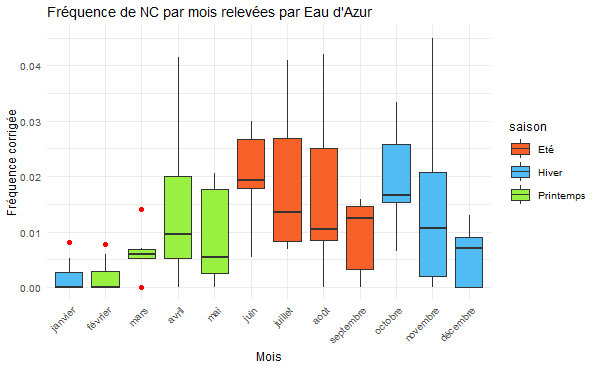 Fréquence de NC par mois relevées par Eau d'Azur
Fréquence corrigée
0.04
0.03
0.02
0.01
0.00
janvier
février
mars
avril
mai
juin
juillet
août
septembre
octobre
novembre
décembre
Mois
saison
Eté
Hiver
Printemps